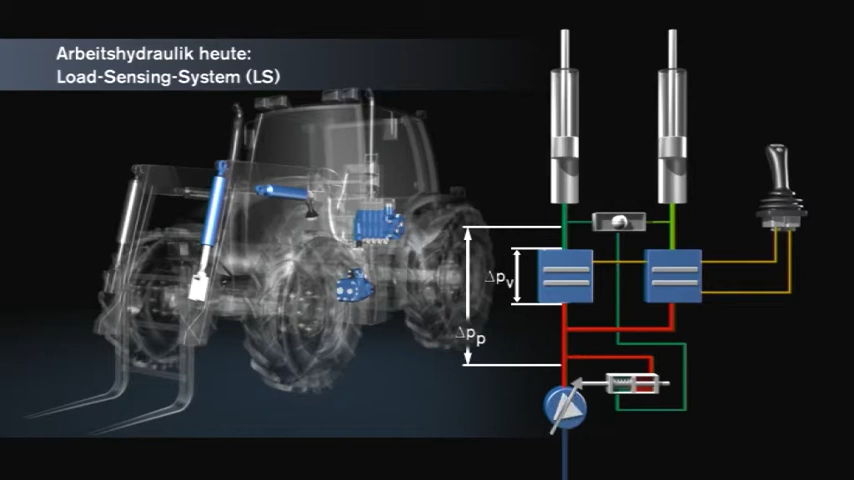 Arbeitshydraulik heute:
Load-Sensing-System (LS)
Δpv
Δpp